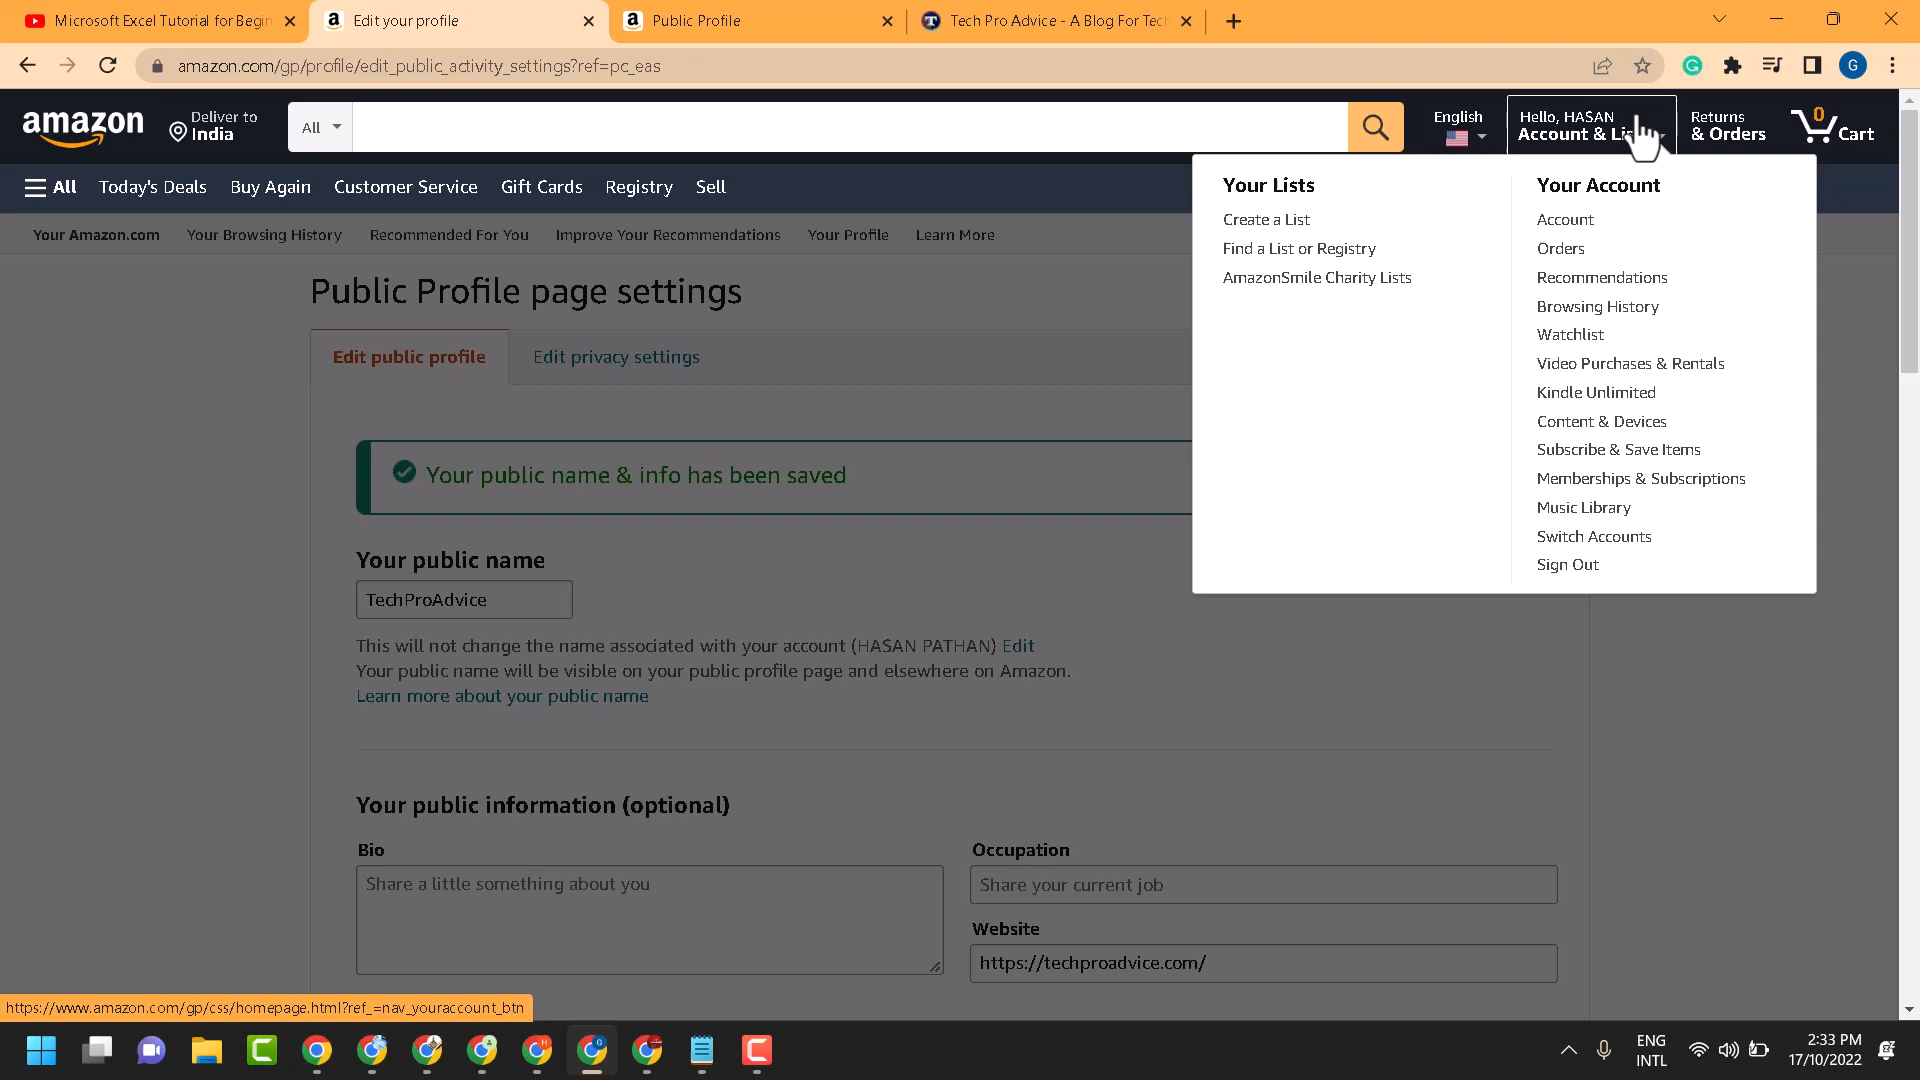 Microsoft Excel Tutorial for Begin
Edit your profile
Public Profile
Tech Pro Advice - A Blog For Tech
amazon.com/gp/profile/edit_public_activity_settings?ref=pc_eas
G
amazon
Deliver to
India
All
English
Hello, HASAN
Account &
Returns
& Orders
0
Cart
All
Today's Deals
Buy Again
Customer Service
Gift Cards
Registry
Sell
Your Amazon.com
Your Browsing History
Recommended For You
Improve Your Recommendations
Your Profile
Learn More
Your Lists
Create a List
Find a List or Registry
AmazonSmile Charity Lists
Your Account
Account
Orders
Recommendations
Browsing History
Watchlist
Video Purchases & Rentals
Kindle Unlimited
Content & Devices
Subscribe & Save Items
Memberships & Subscriptions
Music Library
Switch Accounts
Sign Out
Public Profile page settings
Edit public profile
Edit privacy settings
Your public name & info has been saved
Your public name
TechProAdvice
This will not change the name associated with your account (HASAN PATHAN) Edit
Your public name will be visible on your public profile page and elsewhere on Amazon.
Learn more about your public name
Your public information (optional)
Bio
Share a little something about you
Occupation
Share your current job
Website
https://techproadvice.com/
https://www.amazon.com/gp/css/homepage.html?ref_=nav_youraccount_btn
ENG
INTL
2:33 PM
17/10/2022